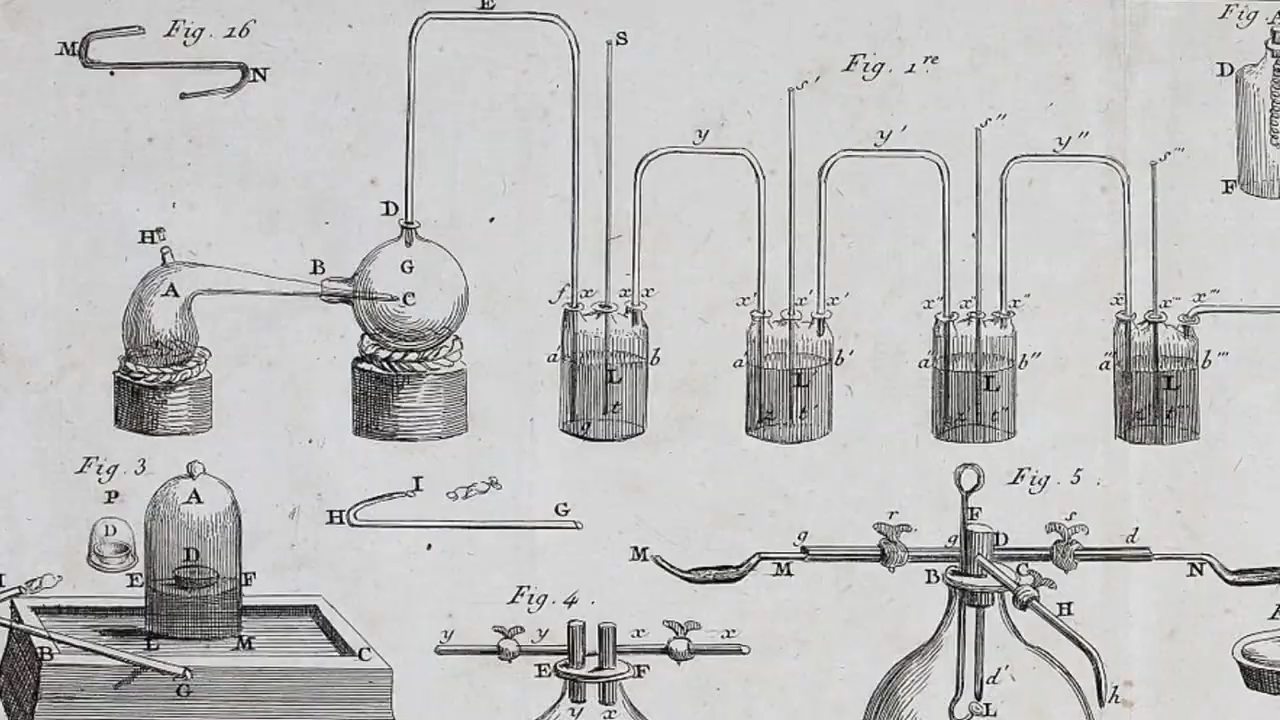 E
Fig. 16
M
N
S
Fig. 1re
s'
s''
s'''
y
y'
y''
D
F
D
H
B
G
A
C
f x x x
x' x' x'
x'' x'' x''
x''' x'''
a b
a' b'
a'' b''
a''' b'''
L
L
L
L
t
t'
t''
g
Fig. 3
P
A
D
D
E F
I
H G
B L M C
G
Fig. 4.
y y x x
E F
y x
Fig. 5.
F
r s
M g g D d
M C N
B
H
d'
L
h
A